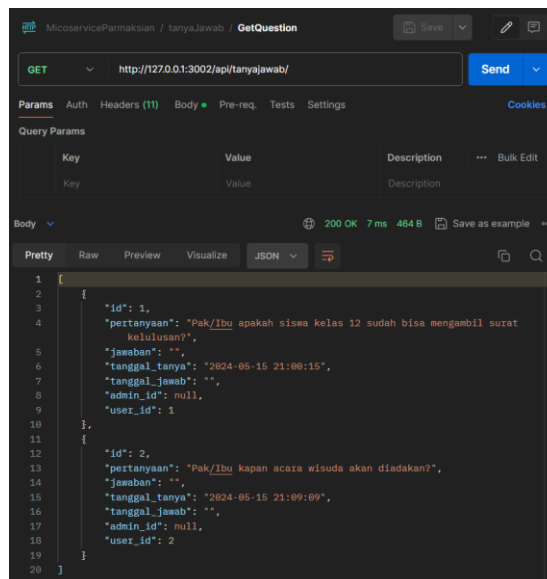 HTTP MicoserviceParmaksian / tanyaJawab / GetQuestion Save
GET http://127.0.0.1:3002/api/tanyajawab/ Send
Params Auth Headers (11) Body Pre-req. Tests Settings Cookies
Query Params
Key Value Description ••• Bulk Edit
Key Value Description
Body 200 OK 7 ms 464 B Save as example
Pretty Raw Preview Visualize JSON
1 [
2 {
3 "id": 1,
4 "pertanyaan": "Pak/Ibu apakah siswa kelas 12 sudah bisa mengambil surat
kelulusan?",
5 "jawaban": "",
6 "tanggal_tanya": "2024-05-15 21:00:15",
7 "tanggal_jawab": "",
8 "admin_id": null,
9 "user_id": 1
10 },
11 {
12 "id": 2,
13 "pertanyaan": "Pak/Ibu kapan acara wisuda akan diadakan?",
14 "jawaban": "",
15 "tanggal_tanya": "2024-05-15 21:09:09",
16 "tanggal_jawab": "",
17 "admin_id": null,
18 "user_id": 2
19 }
20 ]